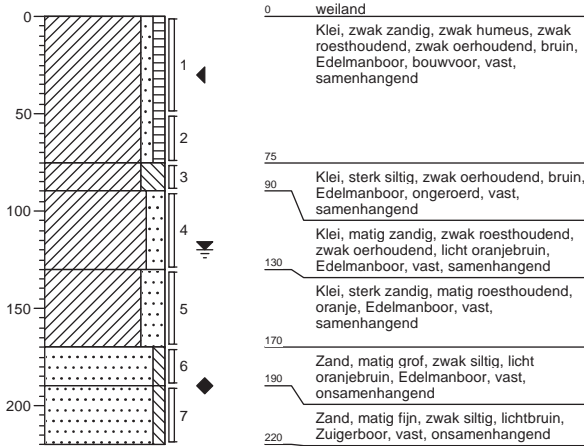 0
50
100
150
200
1
2
3
4
5
6
7
0 weiland
Klei, zwak zandig, zwak humeus, zwak
roesthoudend, zwak oerhoudend, bruin,
Edelmanboor, bouwvoor, vast,
samenhangend
75
Klei, sterk siltig, zwak oerhoudend, bruin,
90 Edelmanboor, ongeroerd, vast,
samenhangend
Klei, matig zandig, zwak roesthoudend,
zwak oerhoudend, licht oranjebruin,
130 Edelmanboor, vast, samenhangend
Klei, sterk zandig, matig roesthoudend,
oranje, Edelmanboor, vast,
samenhangend
170
Zand, matig grof, zwak siltig, licht
190 oranjebruin, Edelmanboor, vast,
onsamenhangend
Zand, matig fijn, zwak siltig, lichtbruin,
220 Zuigerboor, vast, onsamenhangend